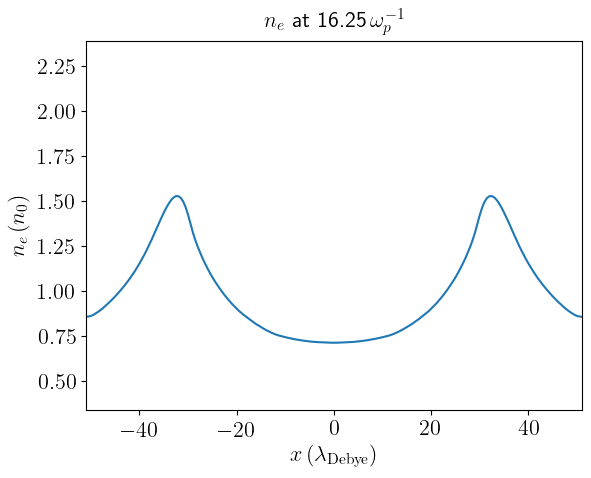 $n_e$ at $16.25\,\omega_p^{-1}$
2.25
2.00
1.75
1.50
1.25
1.00
0.75
0.50
$n_e\,(n_0)$
−40 −20 0 20 40
$x\,(\lambda_{\mathrm{Debye}})$